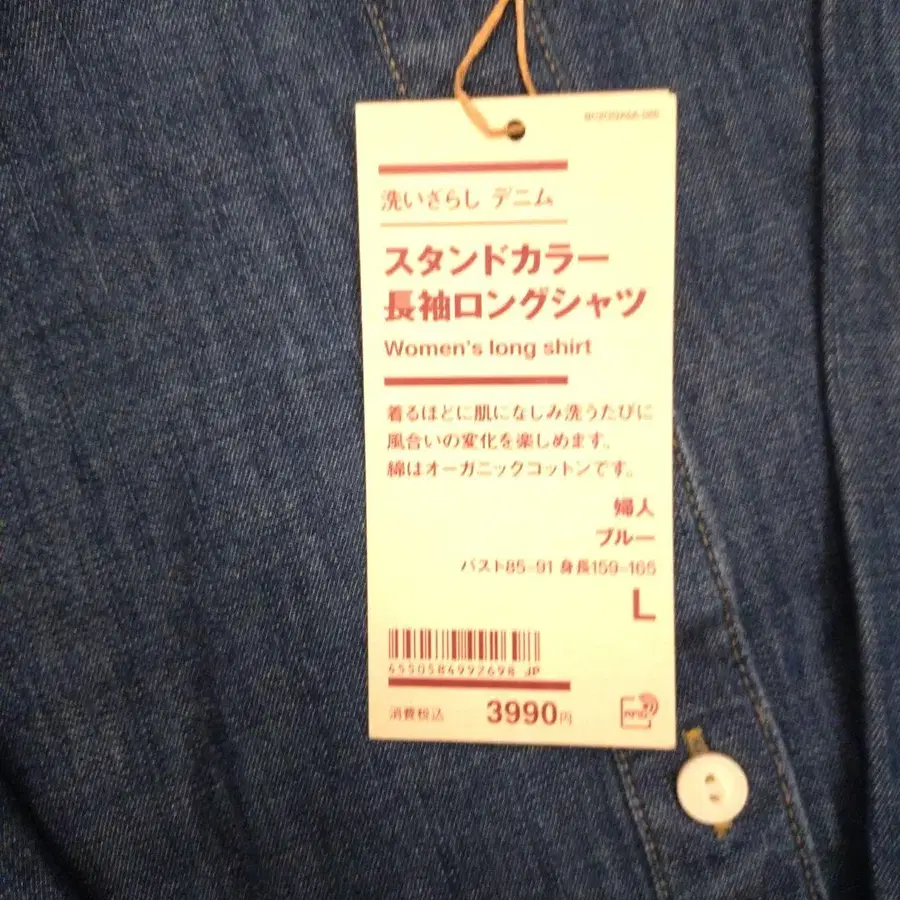 洗いざらし デニム
スタンドカラー
長袖ロングシャツ
Women's long shirt
着るほどに肌になじみ洗うたびに
風合いの変化を楽しめます。
綿はオーガニックコットンです。
婦人
ブルー
バスト85-91 身長159-165
L
4550584992698 JP
消費税込 3990円
RFID